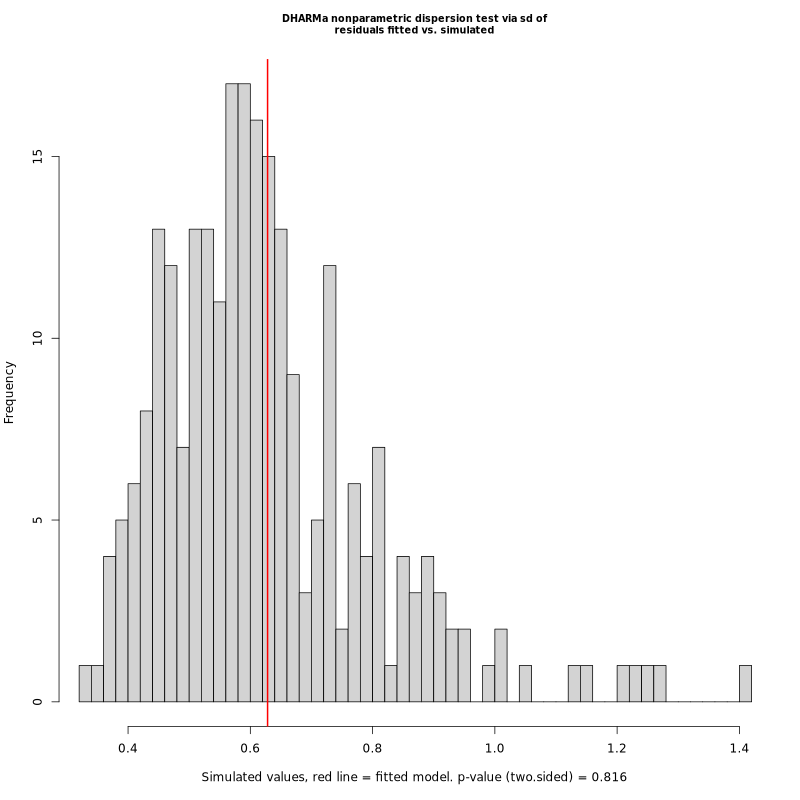 DHARMa nonparametric dispersion test via sd of
residuals fitted vs. simulated
Frequency
15
10
5
0
0.4 0.6 0.8 1.0 1.2 1.4
Simulated values, red line = fitted model. p-value (two.sided) = 0.816